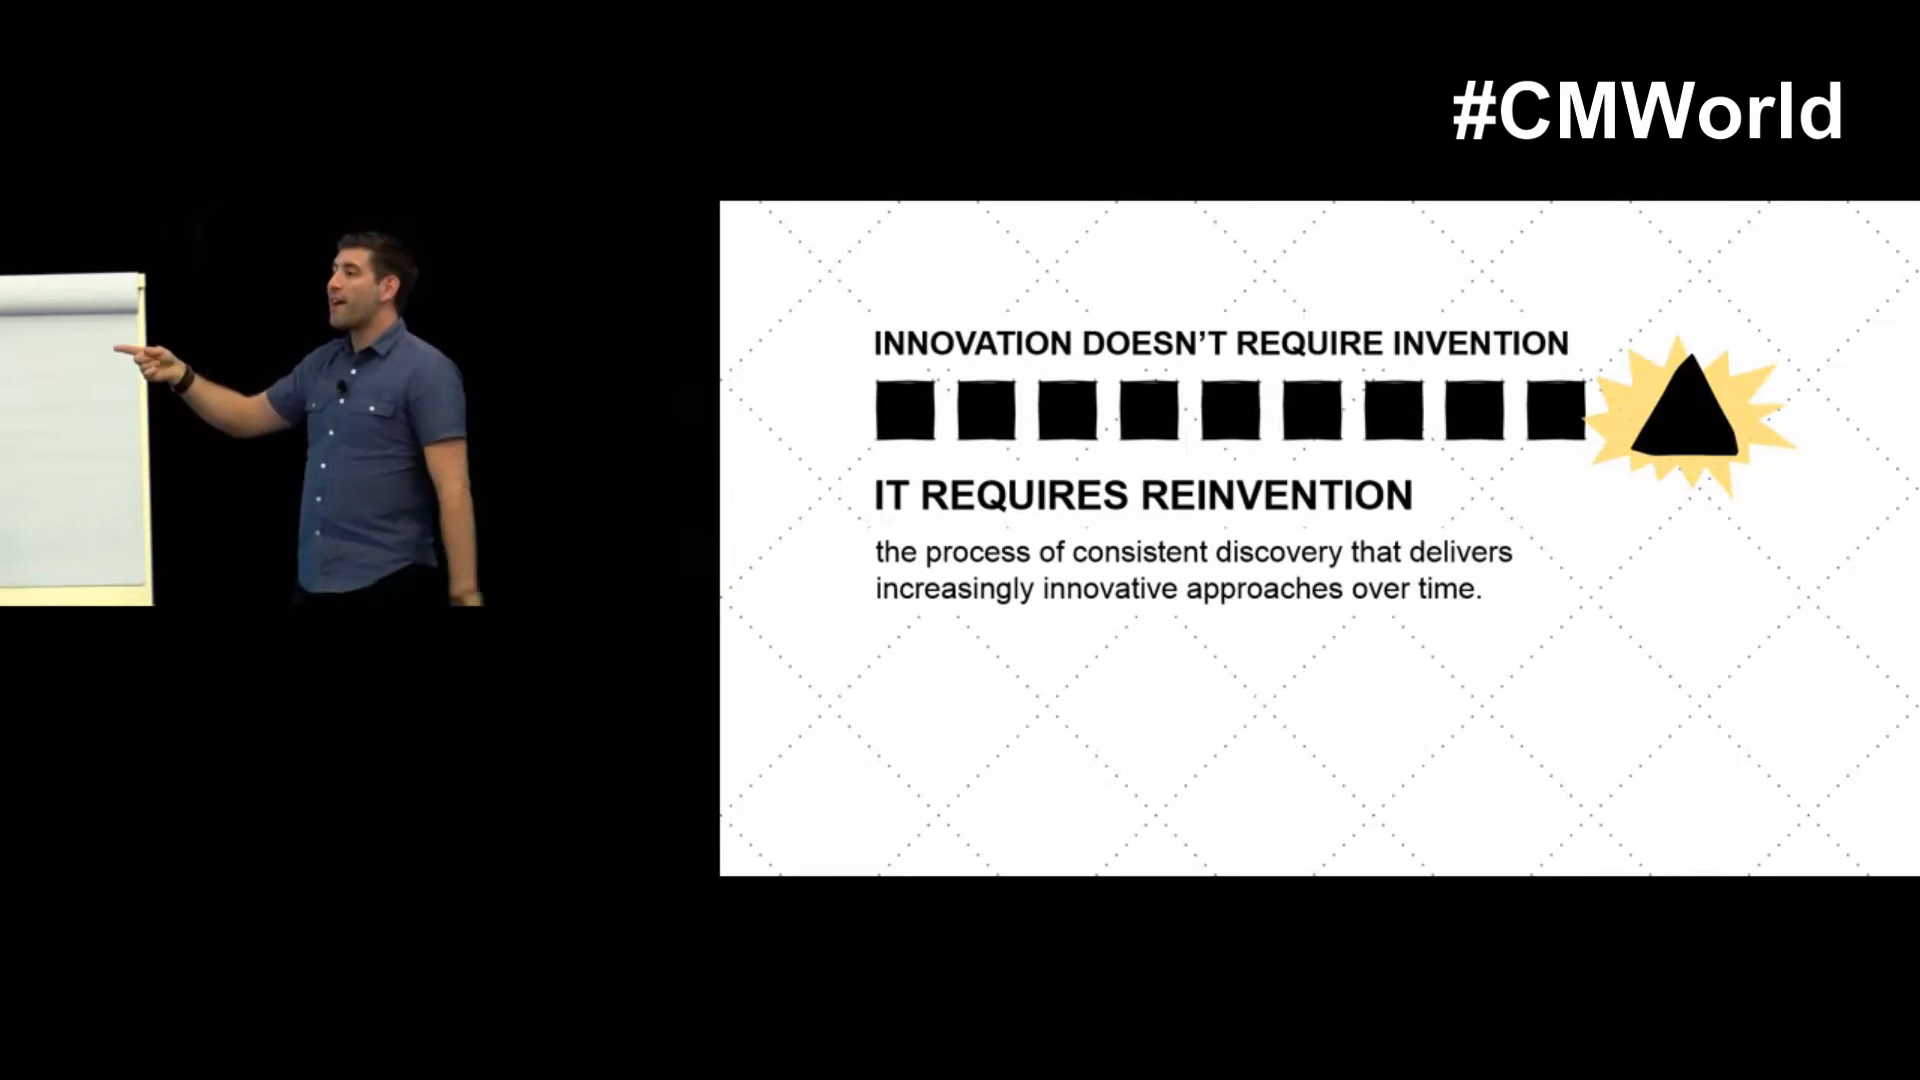 #CMWorld
INNOVATION DOESN’T REQUIRE INVENTION
IT REQUIRES REINVENTION
the process of consistent discovery that delivers
increasingly innovative approaches over time.